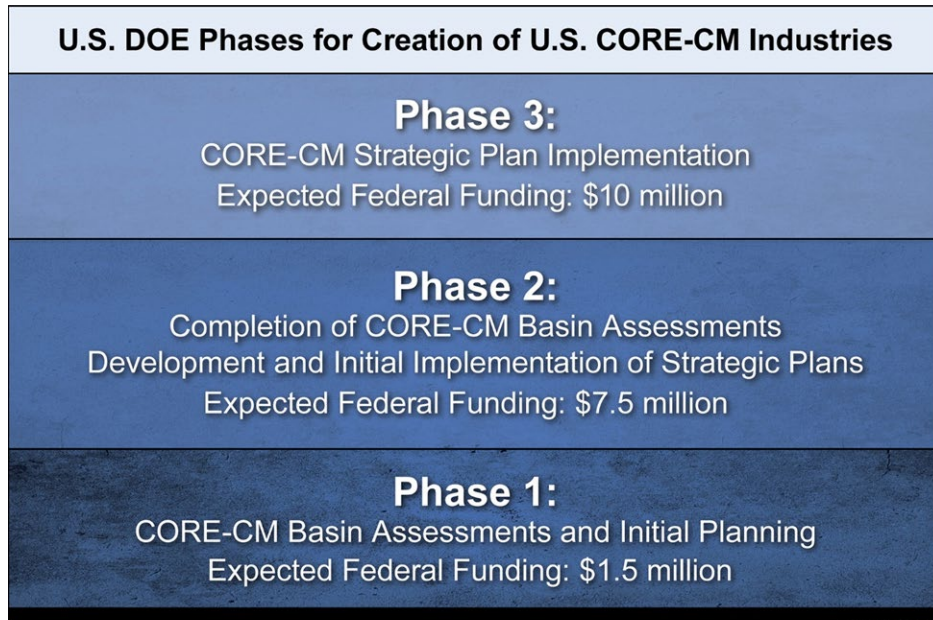 U.S. DOE Phases for Creation of U.S. CORE-CM Industries
Phase 3:
CORE-CM Strategic Plan Implementation
Expected Federal Funding: $10 million
Phase 2:
Completion of CORE-CM Basin Assessments
Development and Initial Implementation of Strategic Plans
Expected Federal Funding: $7.5 million
Phase 1:
CORE-CM Basin Assessments and Initial Planning
Expected Federal Funding: $1.5 million